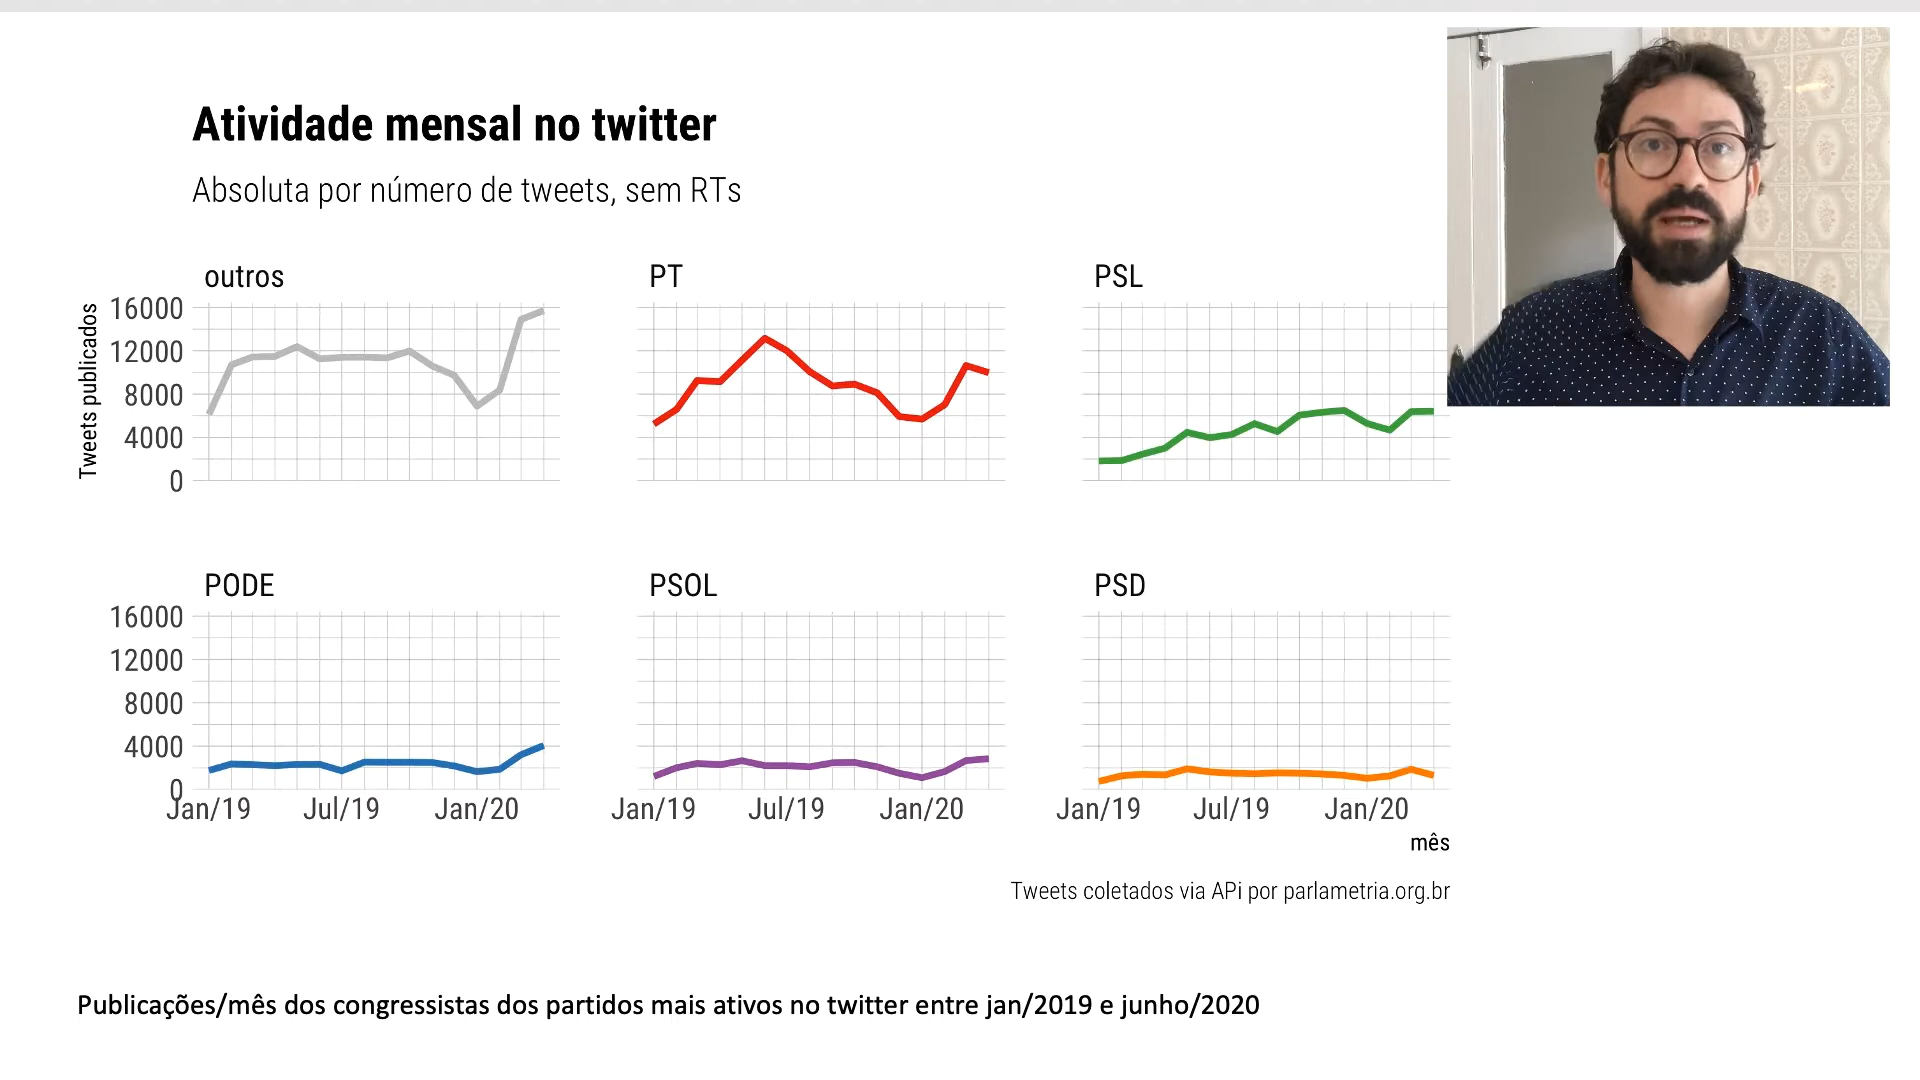 Atividade mensal no twitter
Absoluta por número de tweets, sem RTs
outros
PT
PSL
Tweets publicados
16000
12000
8000
4000
0
PODE
PSOL
PSD
16000
12000
8000
4000
0
Jan/19 Jul/19 Jan/20
Jan/19 Jul/19 Jan/20
Jan/19 Jul/19 Jan/20
mês
Tweets coletados via APi por parlametria.org.br
Publicações/mês dos congressistas dos partidos mais ativos no twitter entre jan/2019 e junho/2020